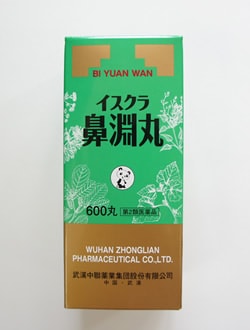 BI YUAN WAN
イスクラ
鼻淵丸
600丸 第2類医薬品
WUHAN ZHONGLIAN
PHARMACEUTICAL CO.,LTD.
武漢中聯薬業集団股份有限公司
中国・武漢